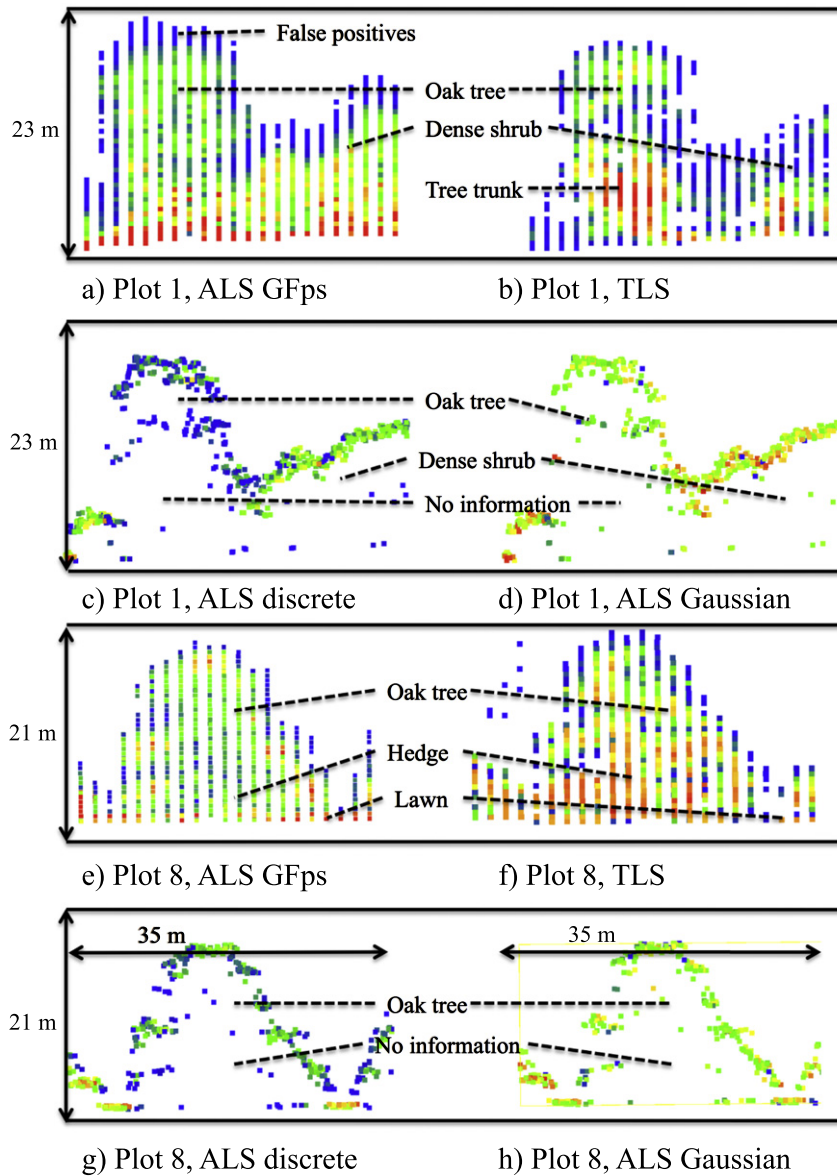 False positives
Oak tree
23 m
Dense shrub
Tree trunk
a) Plot 1, ALS GFps
b) Plot 1, TLS
Oak tree
23 m
Dense shrub
No information
c) Plot 1, ALS discrete
d) Plot 1, ALS Gaussian
Oak tree
21 m
Hedge
Lawn
e) Plot 8, ALS GFps
f) Plot 8, TLS
35 m
35 m
Oak tree
21 m
No information
g) Plot 8, ALS discrete
h) Plot 8, ALS Gaussian